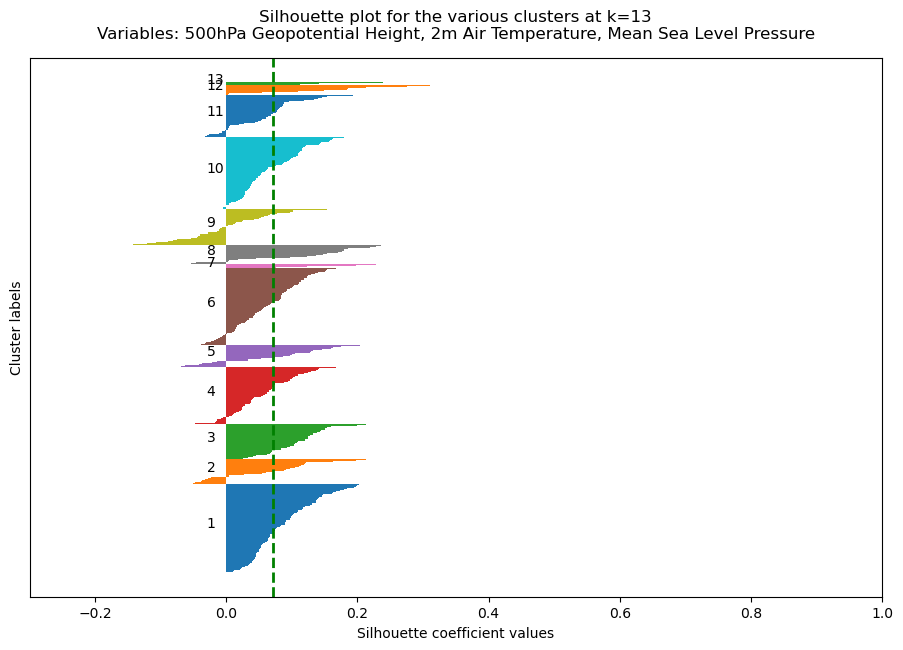 Silhouette plot for the various clusters at k=13
Variables: 500hPa Geopotential Height, 2m Air Temperature, Mean Sea Level Pressure
13
12
11
10
9
8
7
6
5
4
3
2
1
Cluster labels
−0.2 0.0 0.2 0.4 0.6 0.8 1.0
Silhouette coefficient values